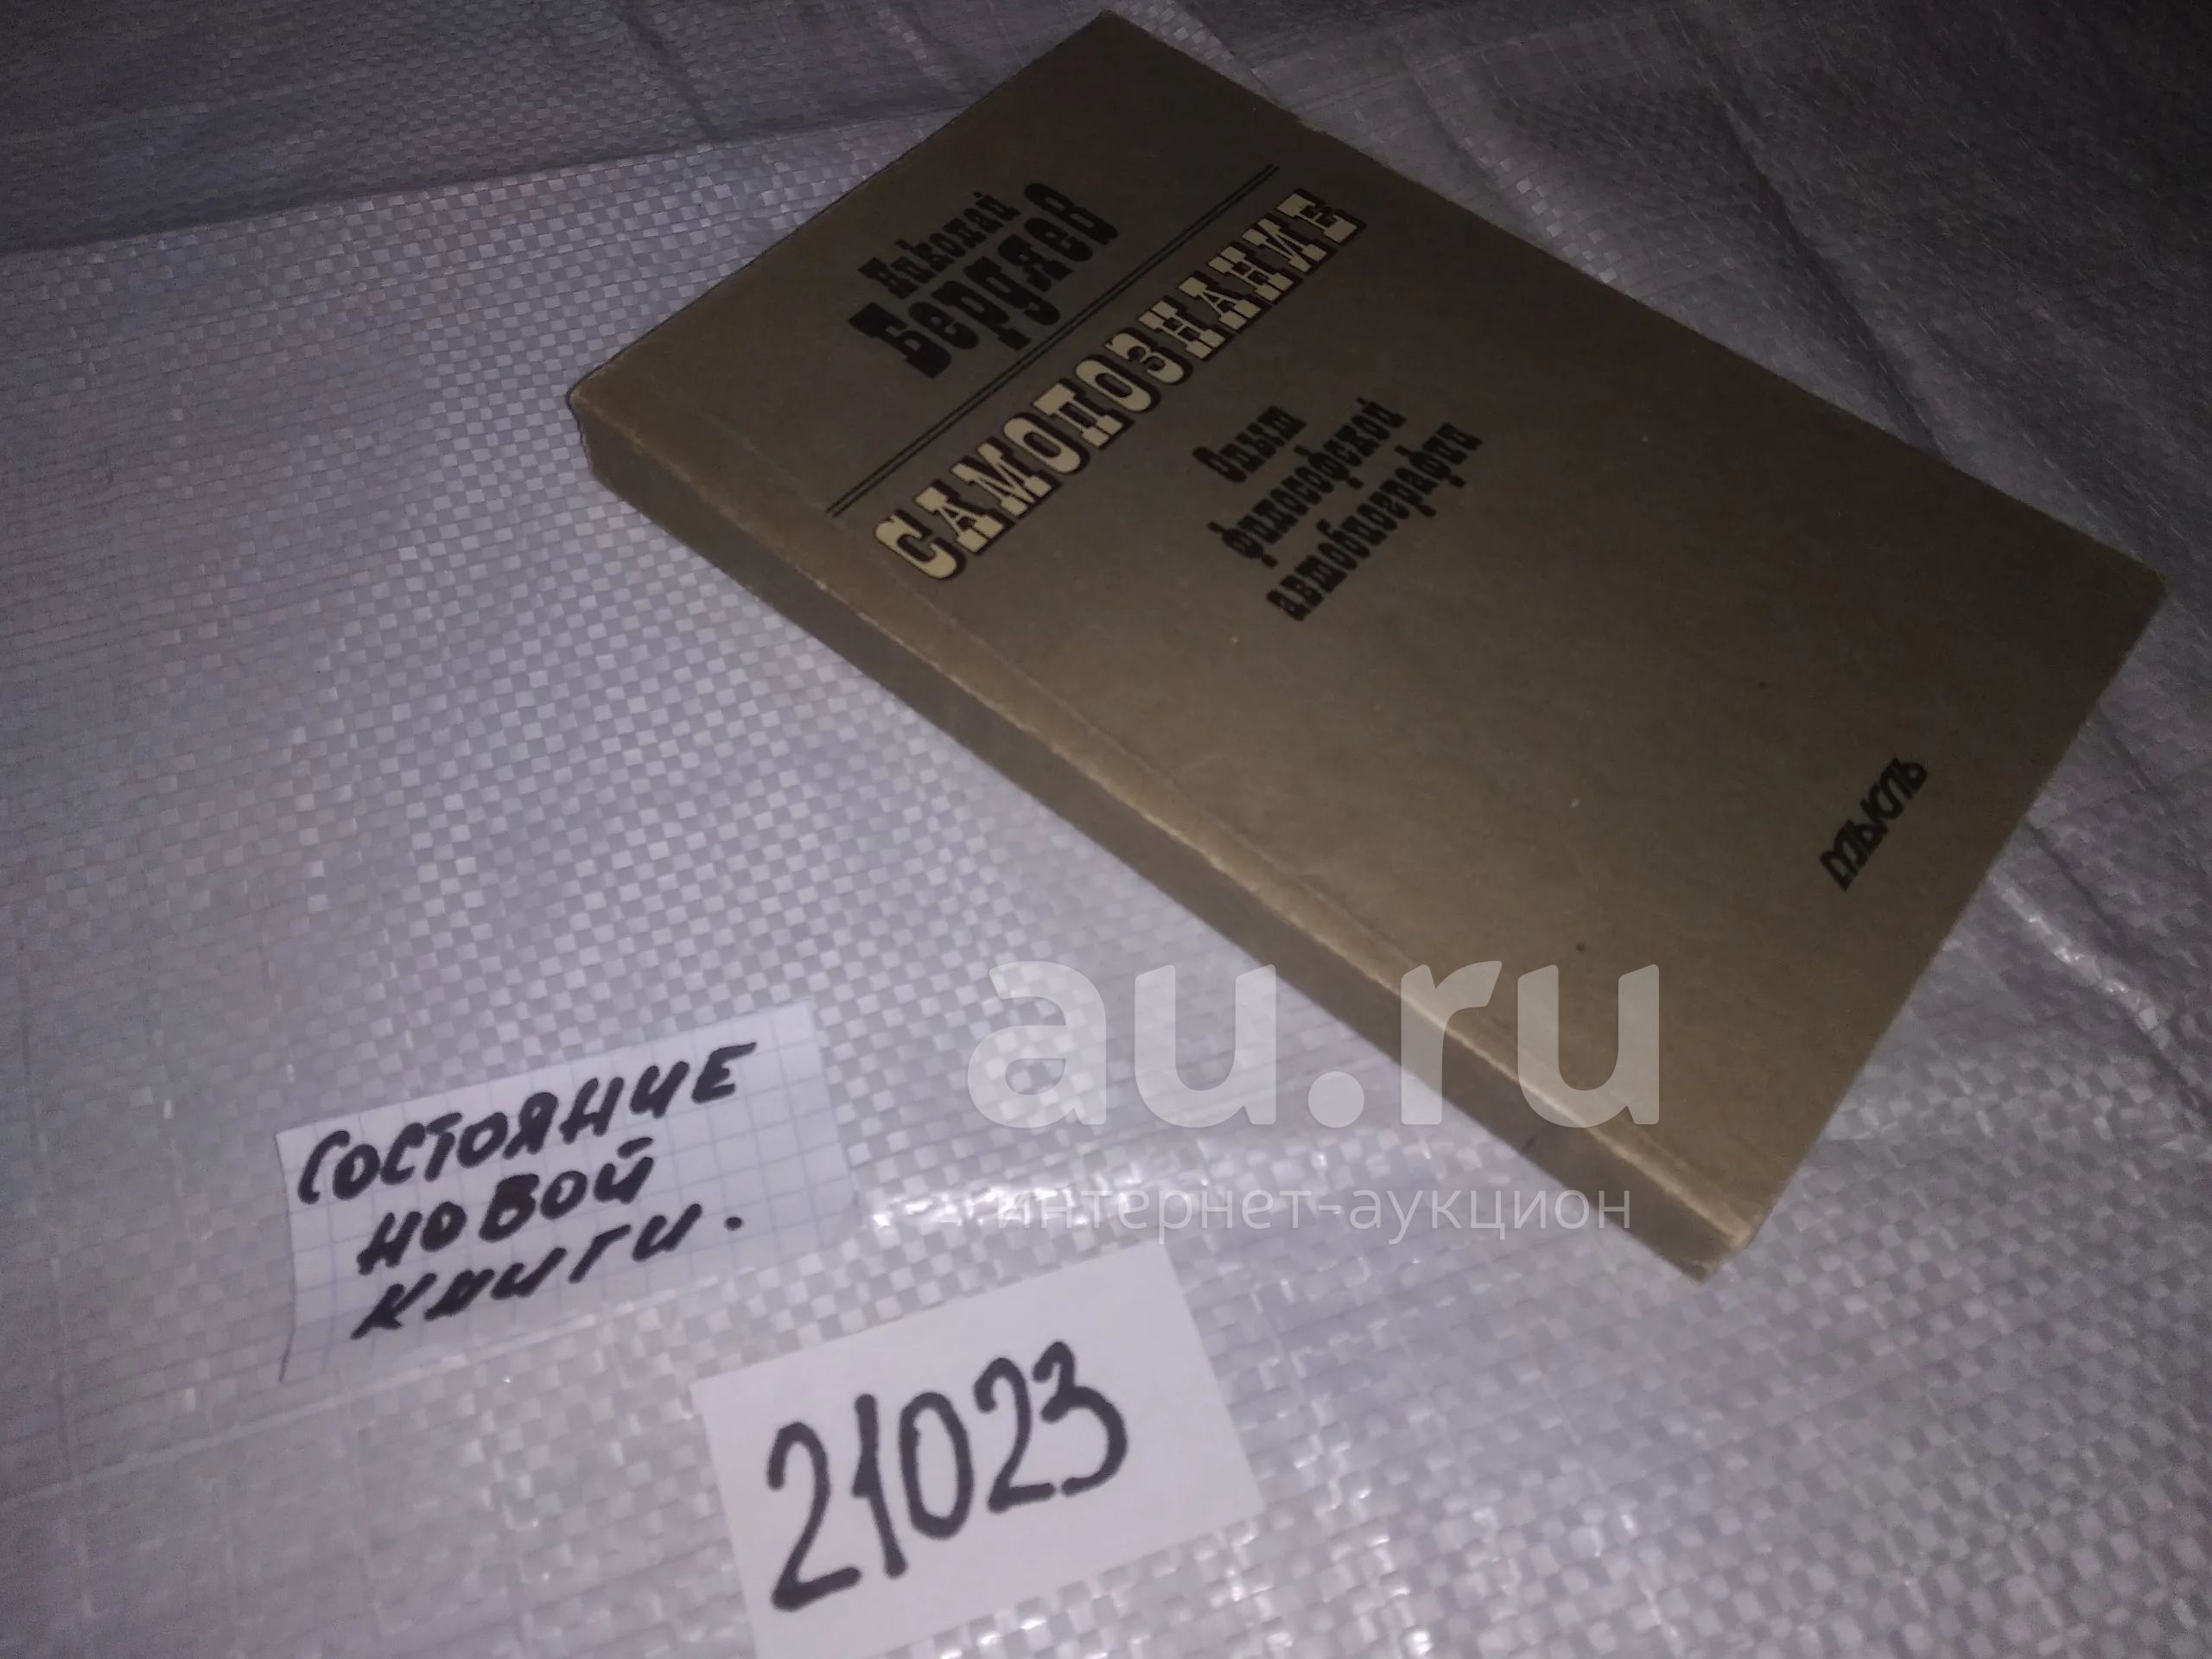 Николай
Бердяев
САМОПОЗНАНИЕ
Опыт
философской
автобиографии
мысль
au.ru
интернет-аукцион
СОСТОЯНИЕ
НОВОЙ
КНИГИ.
21023